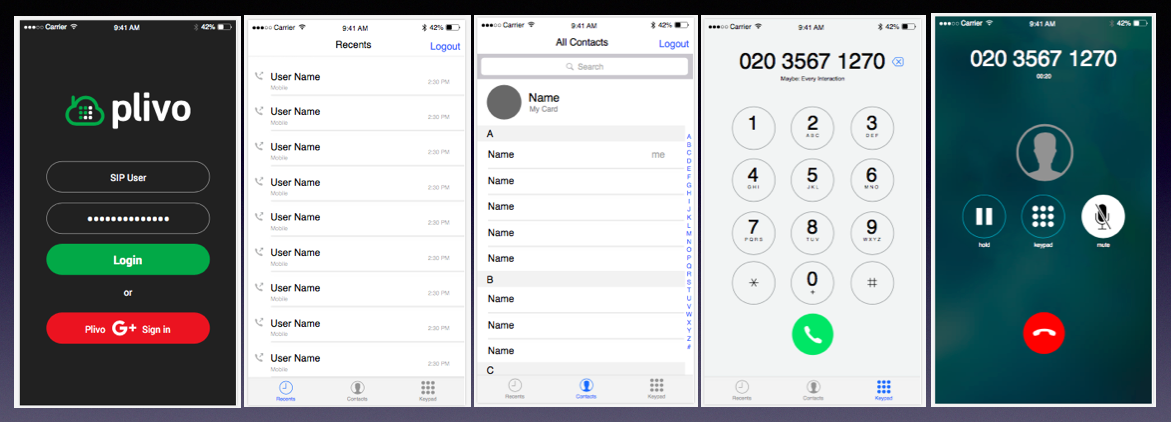 Carrier 9:41 AM 42%
plivo
SIP User
Login
or
Plivo G+ Sign in
Carrier 9:41 AM 42%
Recents Logout
User Name 2:00 PM
Mobile
User Name 2:00 PM
Mobile
User Name 2:00 PM
Mobile
User Name 2:00 PM
Mobile
User Name 2:00 PM
Mobile
User Name 2:00 PM
Mobile
User Name 2:00 PM
Mobile
User Name 2:00 PM
Mobile
User Name 2:00 PM
Mobile
Recents Contacts Keypad
Carrier 9:41 AM 42%
All Contacts Logout
Search
Name
My Card
A
Name me
Name
Name
Name
Name
B
Name
Name
Name
C
A
B
C
D
E
F
G
H
I
J
K
L
M
N
O
P
Q
R
S
T
U
V
W
X
Y
Z
#
Recents Contacts Keypad
Carrier 9:41 AM 42%
020 3567 1270
Maybe: Every Interaction
1 2 3
ABC DEF
4 5 6
GHI JKL MNO
7 8 9
PQRS TUV WXYZ
* 0 #
+
Recents Contacts Keypad
Carrier 9:41 AM 42%
020 3567 1270
00:20
hold keypad mute